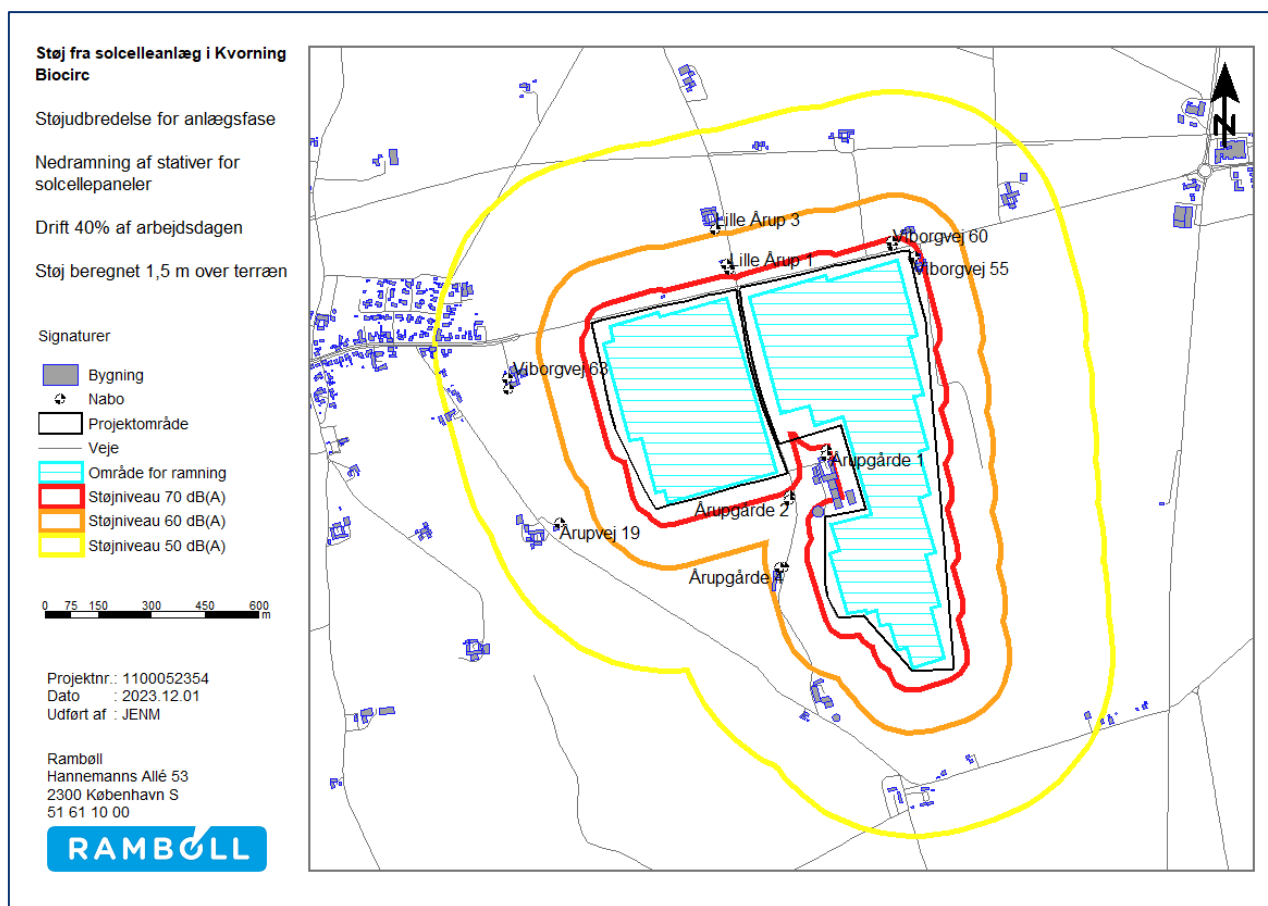 Støj fra solcelleanlæg i Kvorning
Biocirc
Støjudbredelse for anlægsfase
Nedramning af stativer for
solcellepaneler
Drift 40% af arbejdsdagen
Støj beregnet 1,5 m over terræn
Signaturer
Bygning
Nabo
Projektområde
Veje
Område for ramning
Støjniveau 70 dB(A)
Støjniveau 60 dB(A)
Støjniveau 50 dB(A)
0 75 150 300 450 600
m
Projektnr.: 1100052354
Dato : 2023.12.01
Udført af : JENM
Rambøll
Hannemanns Allé 53
2300 København S
51 61 10 00
RAMBOLL
N
Lille Årup 3
Viborgvej 60
Lille Årup 1
Viborgvej 55
Viborgvej 63
Årupgårde 1
Årupgårde 2
Årupvej 19
Årupgårde 4